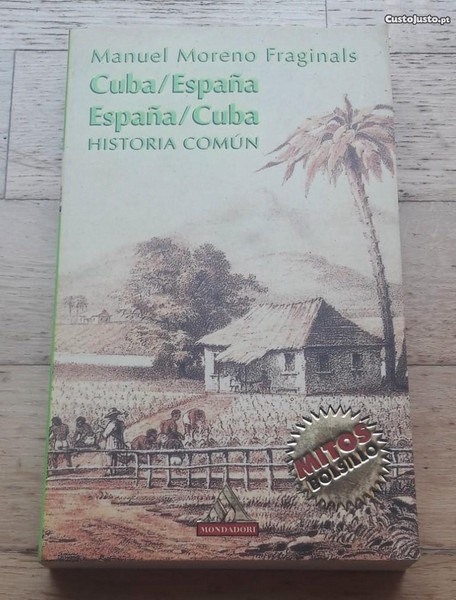 CustoJusto.pt
Manuel Moreno Fraginals
Cuba/España
España/Cuba
HISTORIA COMÚN
MITOS
BOLSILLO
MONDADORI